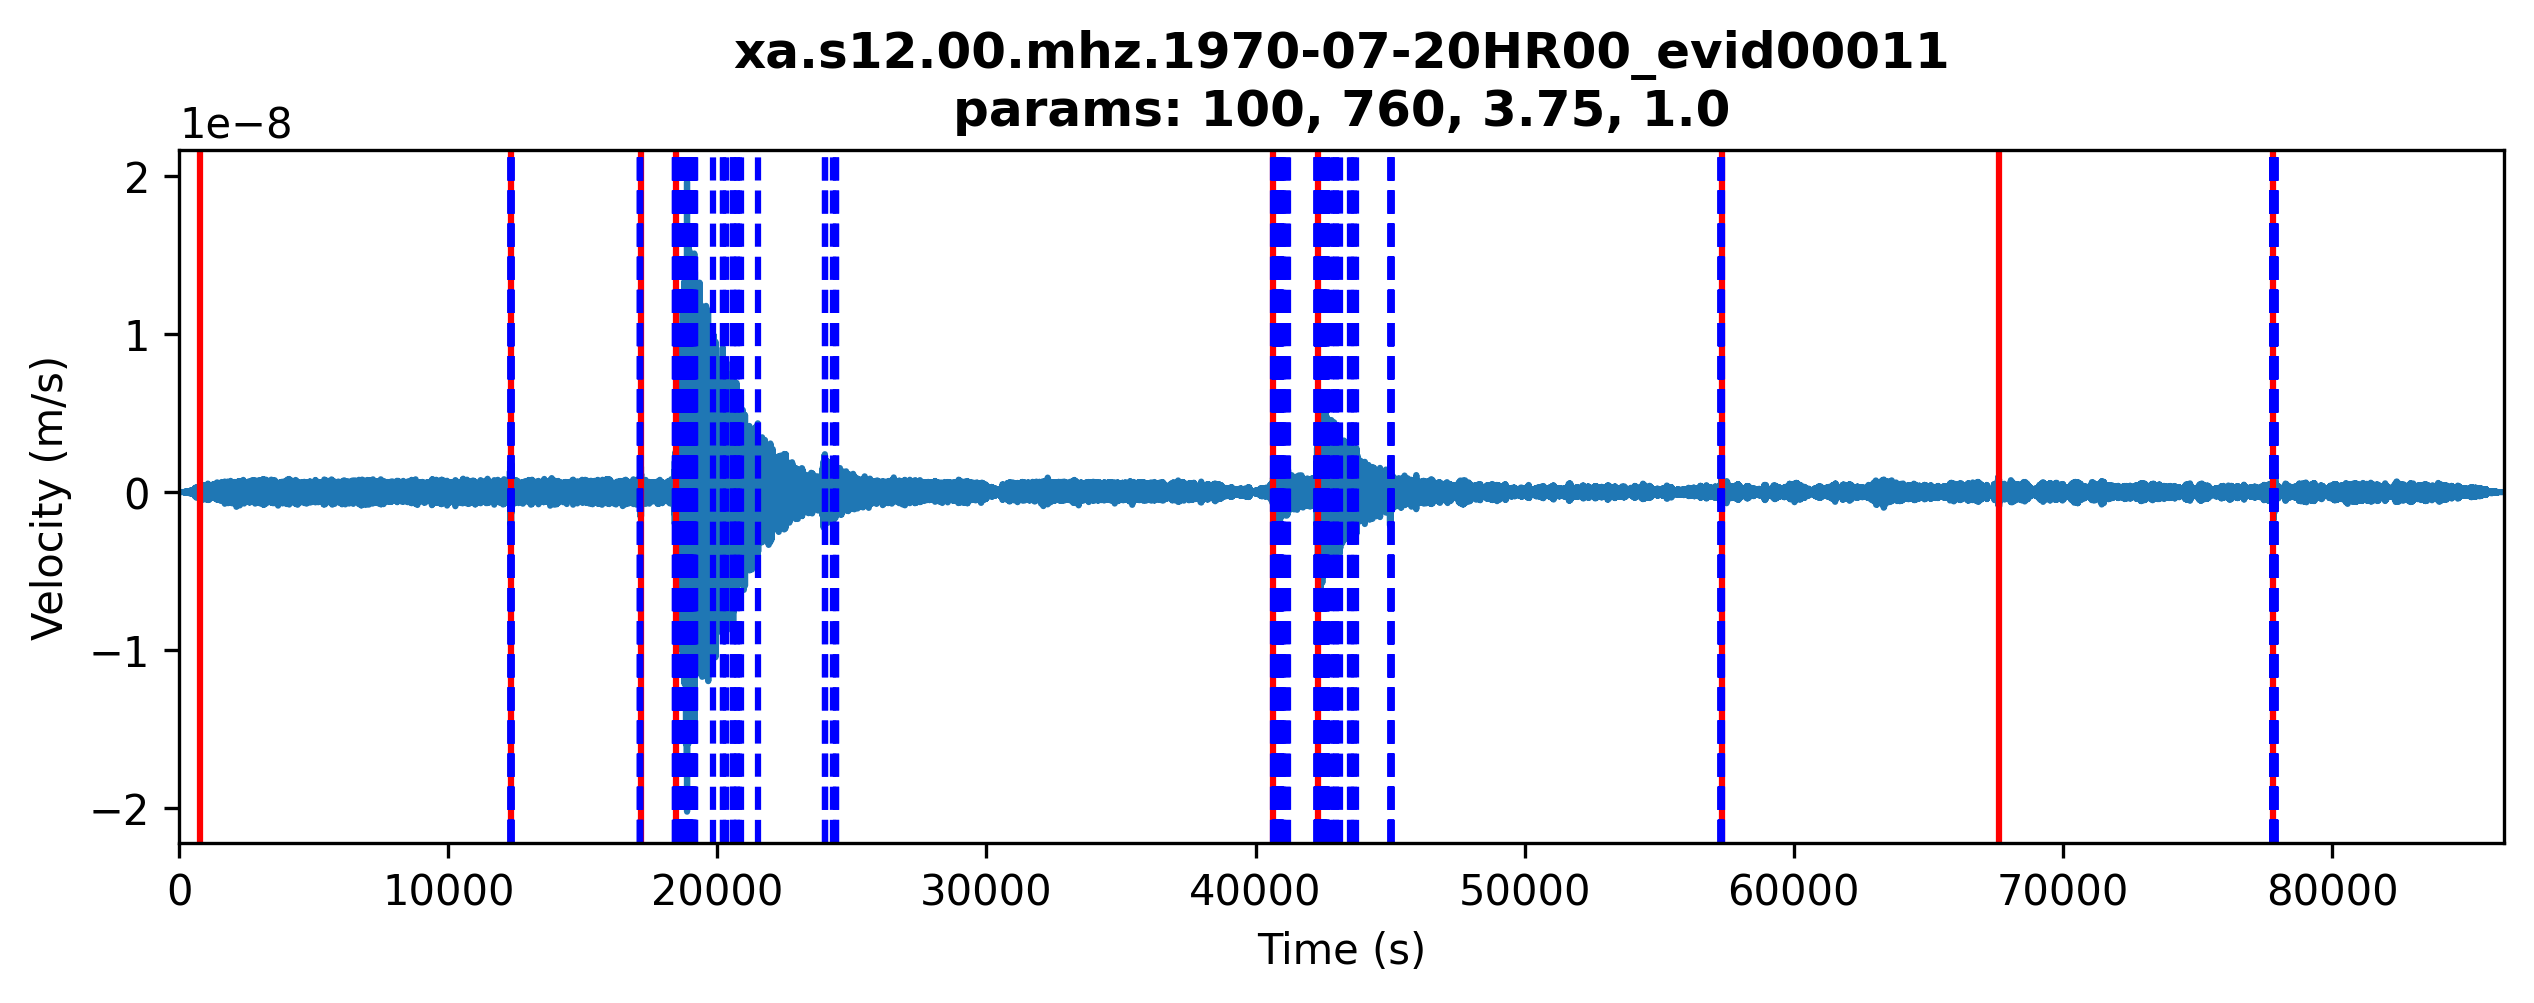 xa.s12.00.mhz.1970-07-20HR00_evid00011
params: 100, 760, 3.75, 1.0
1e−8
2
1
0
−1
−2
Velocity (m/s)
0 10000 20000 30000 40000 50000 60000 70000 80000
Time (s)